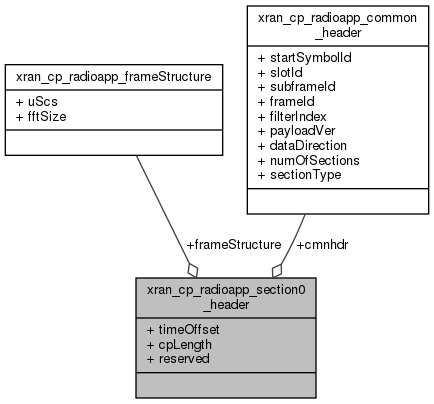 xran_cp_radioapp_common
_header
+ startSymbolId
+ slotId
+ subframeId
+ frameId
+ filterIndex
+ payloadVer
+ dataDirection
+ numOfSections
+ sectionType
xran_cp_radioapp_frameStructure
+ uScs
+ fftSize
+frameStructure
+cmnhdr
xran_cp_radioapp_section0
_header
+ timeOffset
+ cpLength
+ reserved